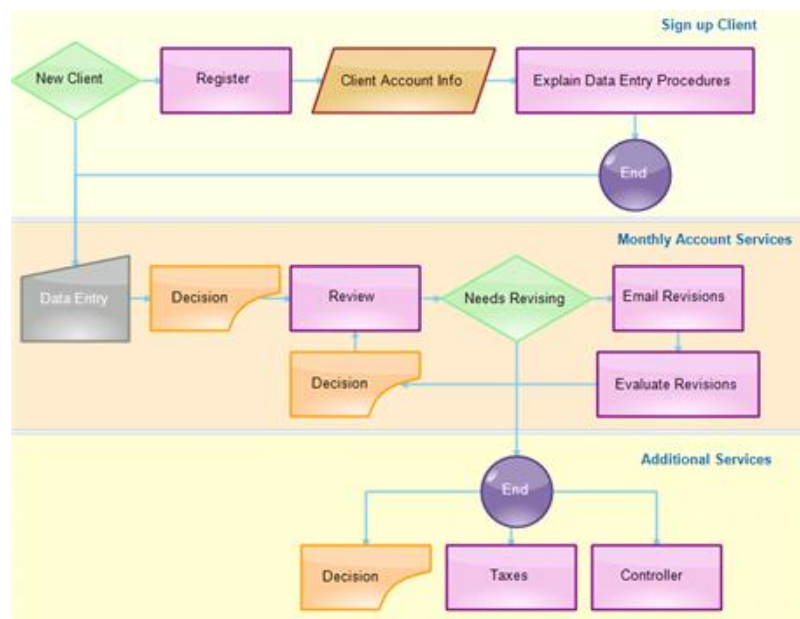 Sign up Client
New Client
Register
Client Account Info
Explain Data Entry Procedures
End
Monthly Account Services
Data Entry
Decision
Review
Needs Revising
Email Revisions
Decision
Evaluate Revisions
Additional Services
End
Decision
Taxes
Controller